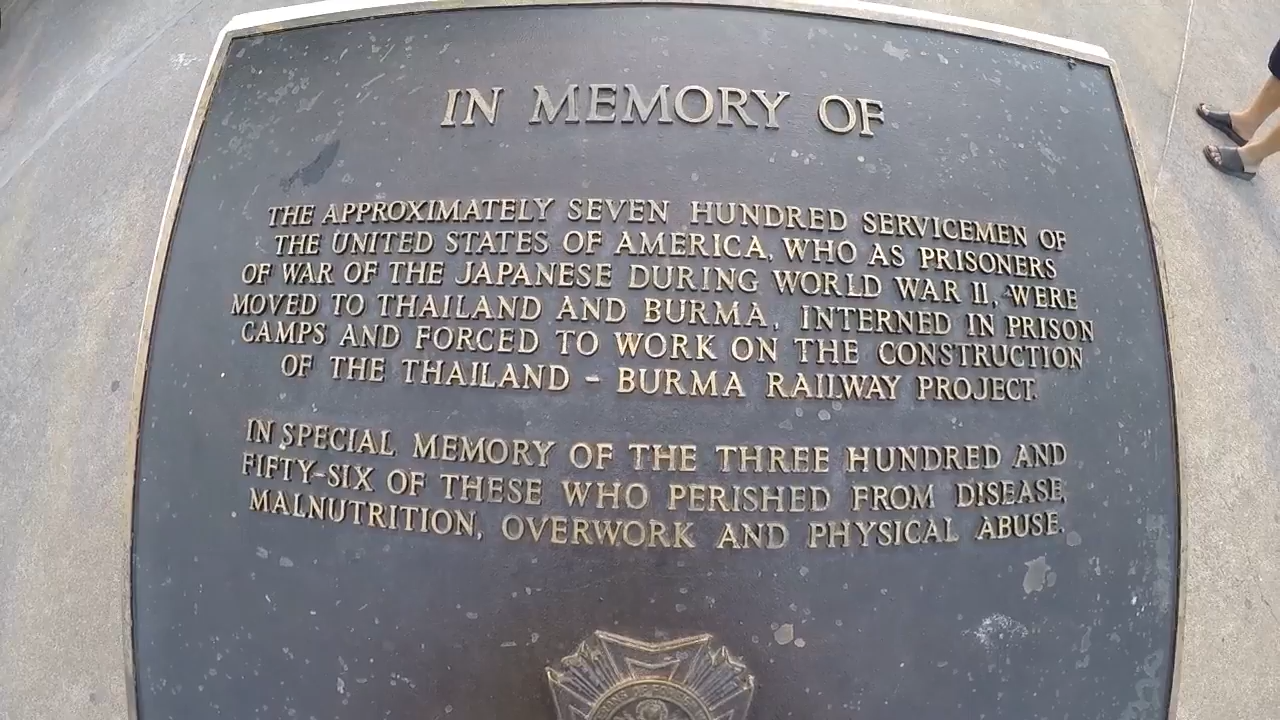 IN MEMORY OF
THE APPROXIMATELY SEVEN HUNDRED SERVICEMEN OF
THE UNITED STATES OF AMERICA, WHO AS PRISONERS
OF WAR OF THE JAPANESE DURING WORLD WAR II, WERE
MOVED TO THAILAND AND BURMA, INTERNED IN PRISON
CAMPS AND FORCED TO WORK ON THE CONSTRUCTION
OF THE THAILAND - BURMA RAILWAY PROJECT.
IN SPECIAL MEMORY OF THE THREE HUNDRED AND
FIFTY-SIX OF THESE WHO PERISHED FROM DISEASE,
MALNUTRITION, OVERWORK AND PHYSICAL ABUSE.